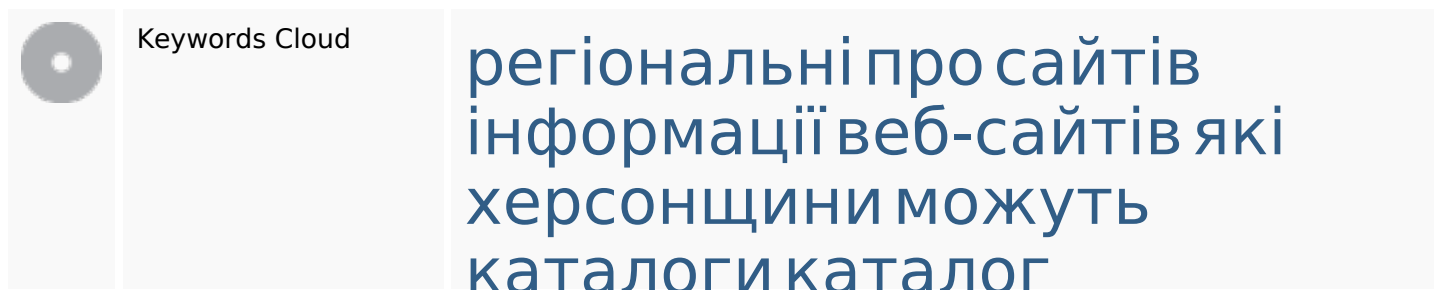 Keywords Cloud
регіональні про сайтів
інформації веб-сайтів які
херсонщини можуть
каталоги каталог